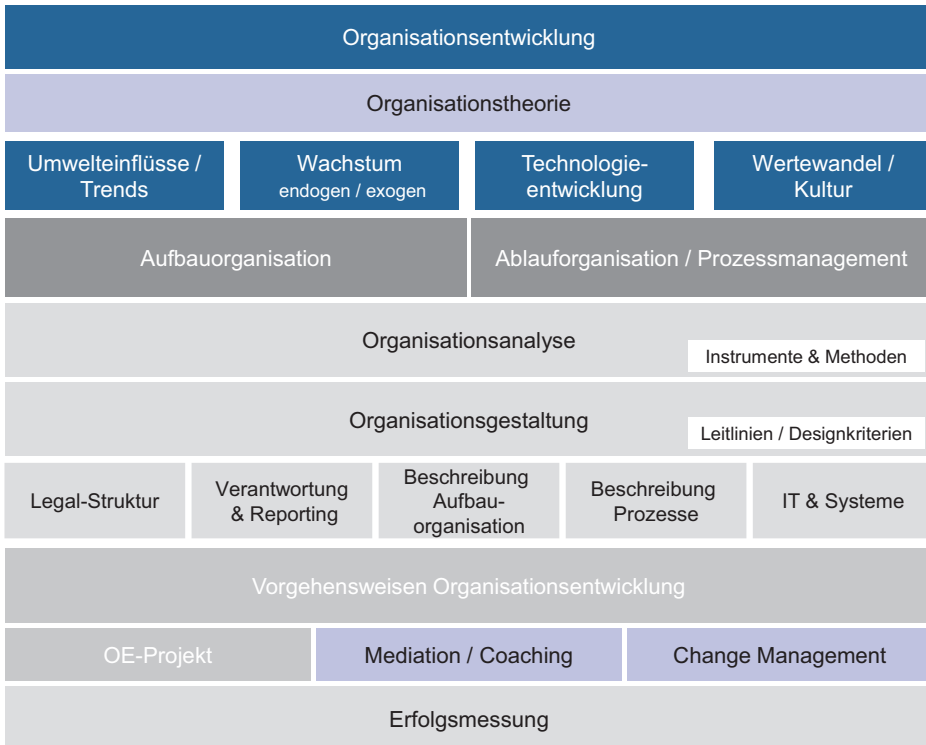 Organisationsentwicklung
Organisationstheorie
Umwelteinflüsse /
Trends
Wachstum
endogen / exogen
Technologie-
entwicklung
Wertewandel /
Kultur
Aufbauorganisation
Ablauforganisation / Prozessmanagement
Organisationsanalyse
Instrumente & Methoden
Organisationsgestaltung
Leitlinien / Designkriterien
Legal-Struktur
Verantwortung
& Reporting
Beschreibung
Aufbau-
organisation
Beschreibung
Prozesse
IT & Systeme
Vorgehensweisen Organisationsentwicklung
OE-Projekt
Mediation / Coaching
Change Management
Erfolgsmessung